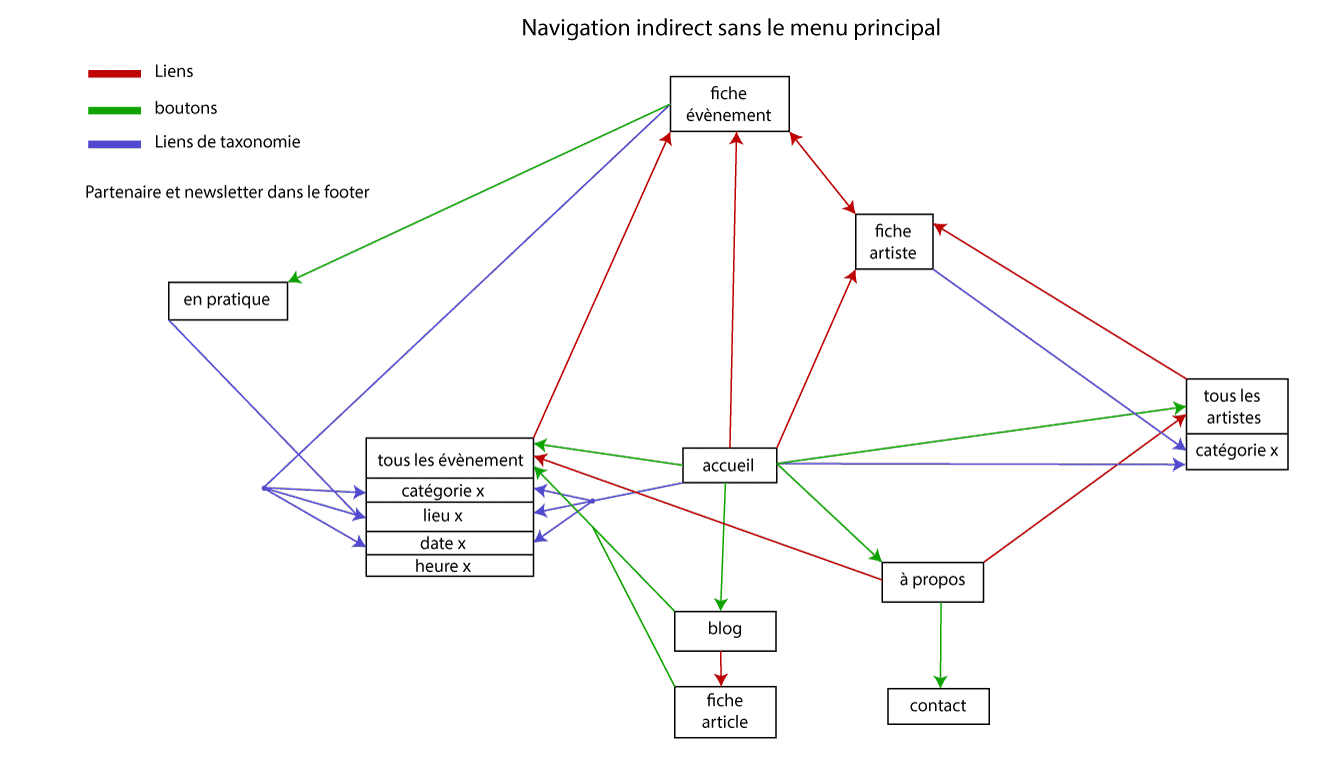 Navigation indirect sans le menu principal
Liens
boutons
Liens de taxonomie
Partenaire et newsletter dans le footer
fiche
évènement
fiche
artiste
en pratique
tous les
artistes
catégorie x
tous les évènement
catégorie x
lieu x
date x
heure x
accueil
à propos
blog
fiche
article
contact